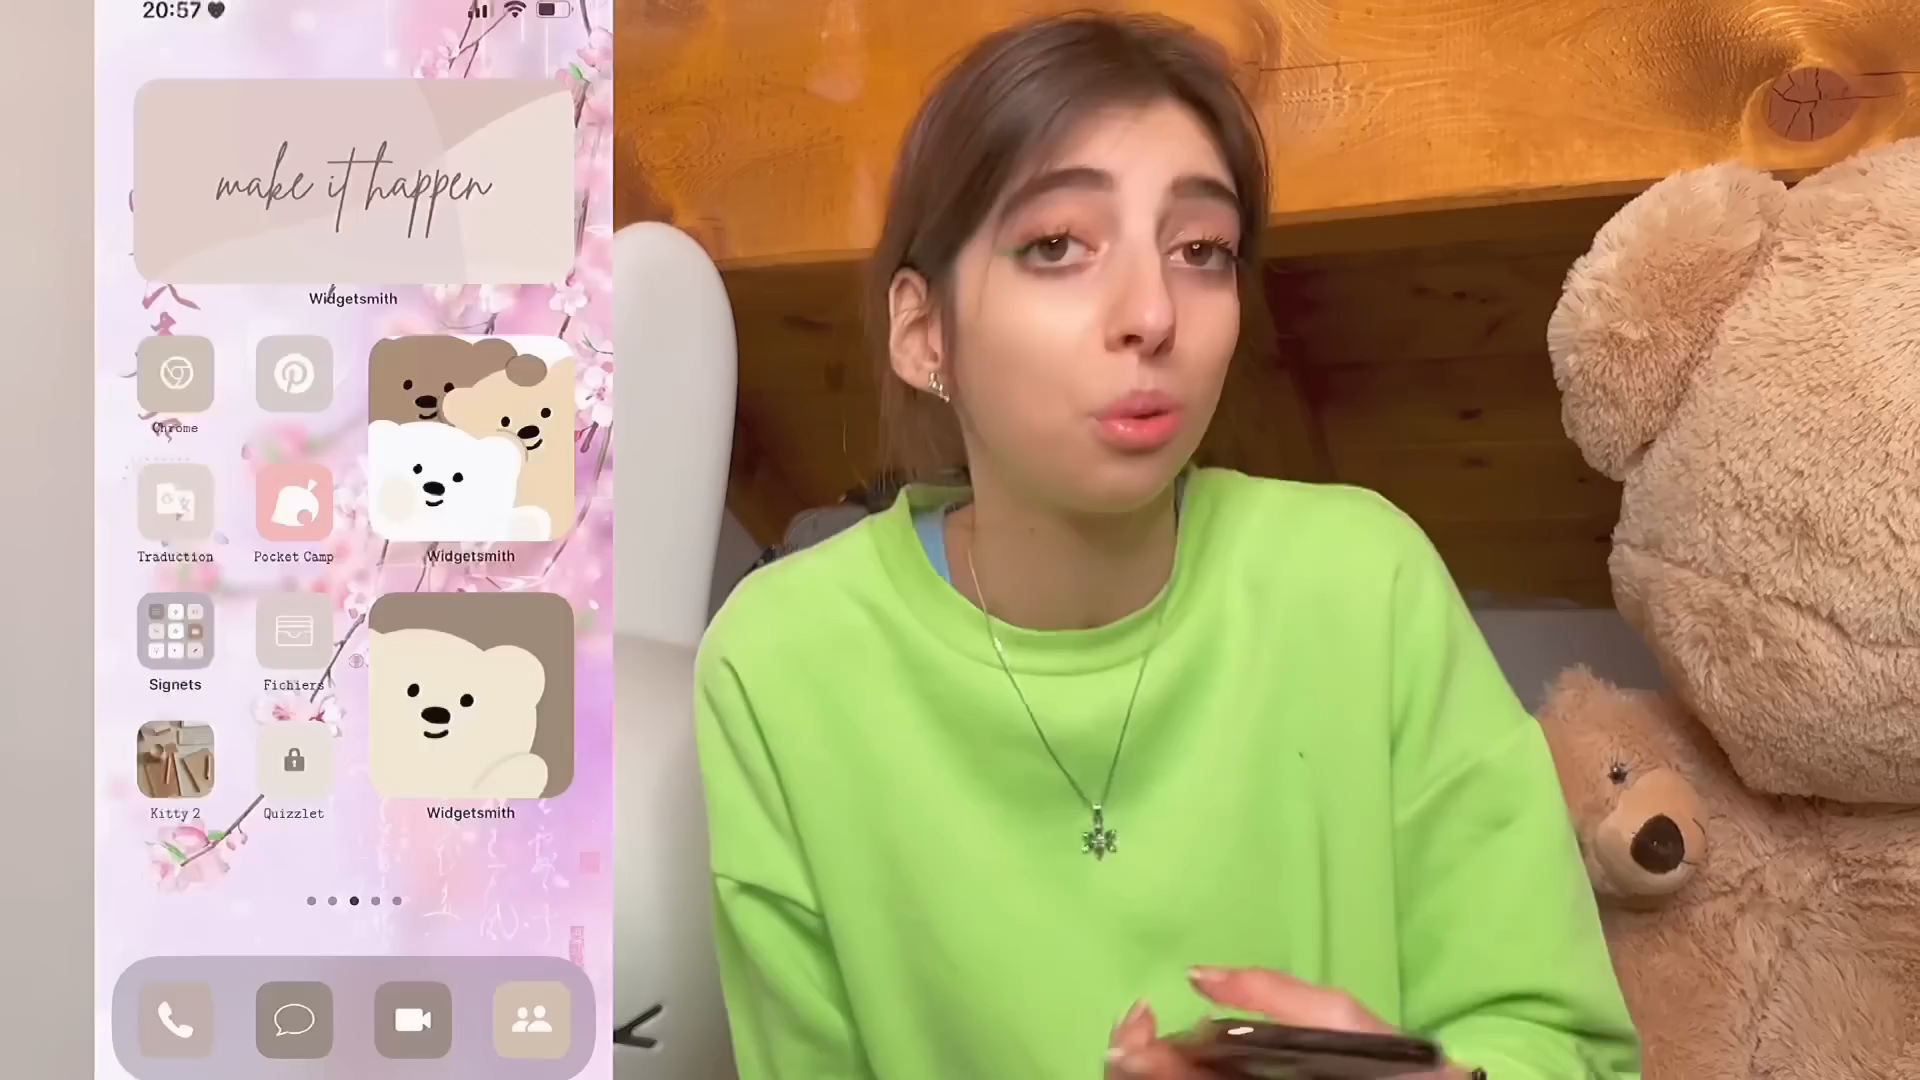 20:57
make it happen
Widgetsmith
Chrome
Traduction
Pocket Camp
Widgetsmith
Signets
Fichiers
Kitty 2
Quizzlet
Widgetsmith